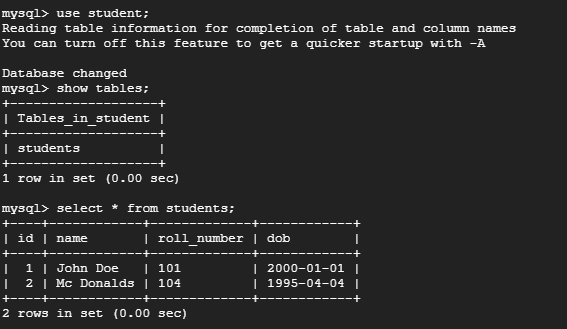 mysql> use student;
Reading table information for completion of table and column names
You can turn off this feature to get a quicker startup with -A

Database changed
mysql> show tables;
+-------------------+
| Tables_in_student |
+-------------------+
| students          |
+-------------------+
1 row in set (0.00 sec)

mysql> select * from students;
+----+------------+-------------+------------+
| id | name       | roll_number | dob        |
+----+------------+-------------+------------+
|  1 | John Doe   | 101         | 2000-01-01 |
|  2 | Mc Donalds | 104         | 1995-04-04 |
+----+------------+-------------+------------+
2 rows in set (0.00 sec)